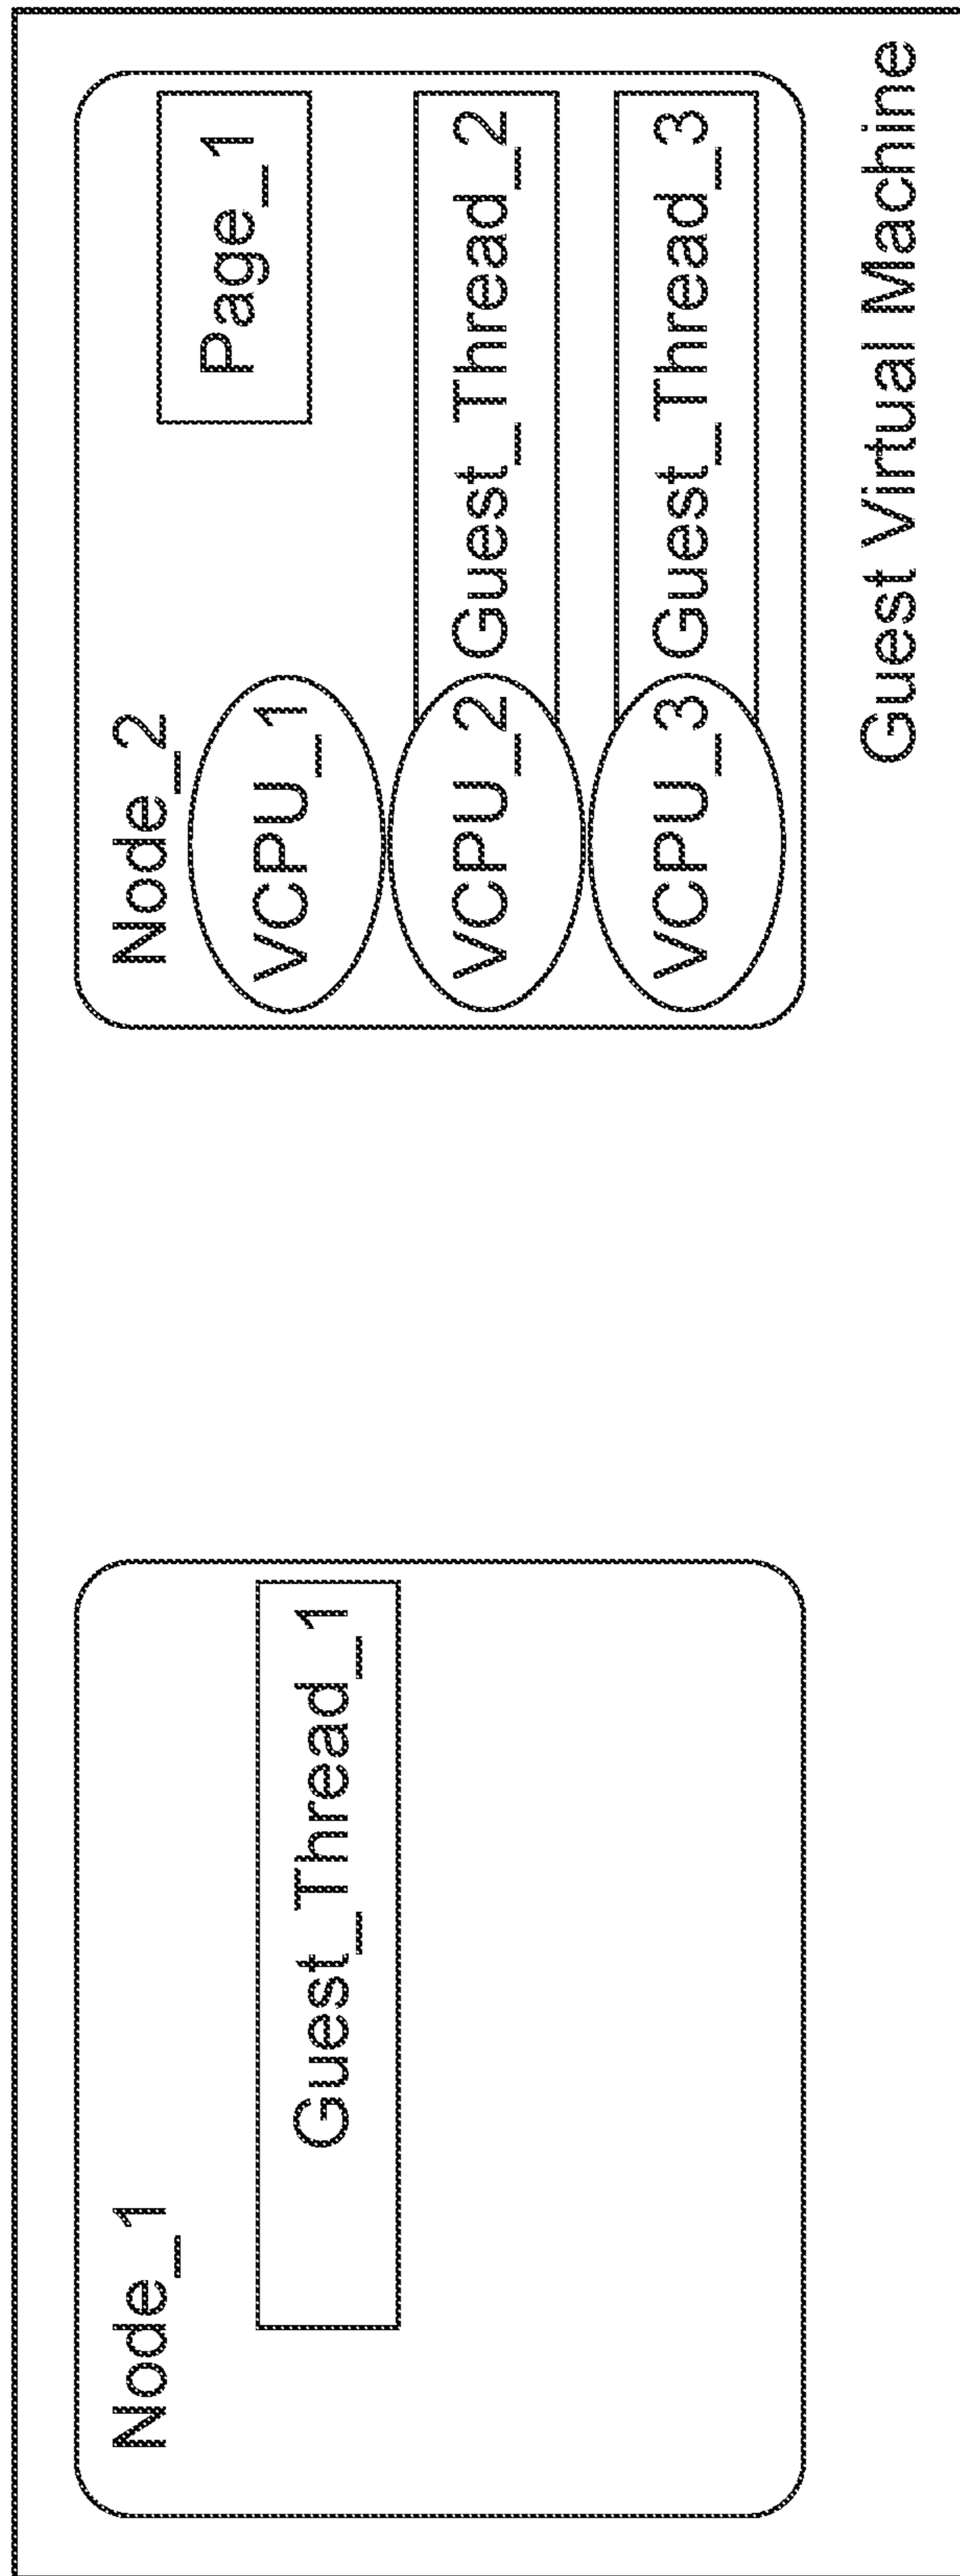 Node_1
Guest_Thread_1
Node_2
Page_1
VCPU_1
VCPU_2 Guest_Thread_2
VCPU_3 Guest_Thread_3
Guest Virtual Machine